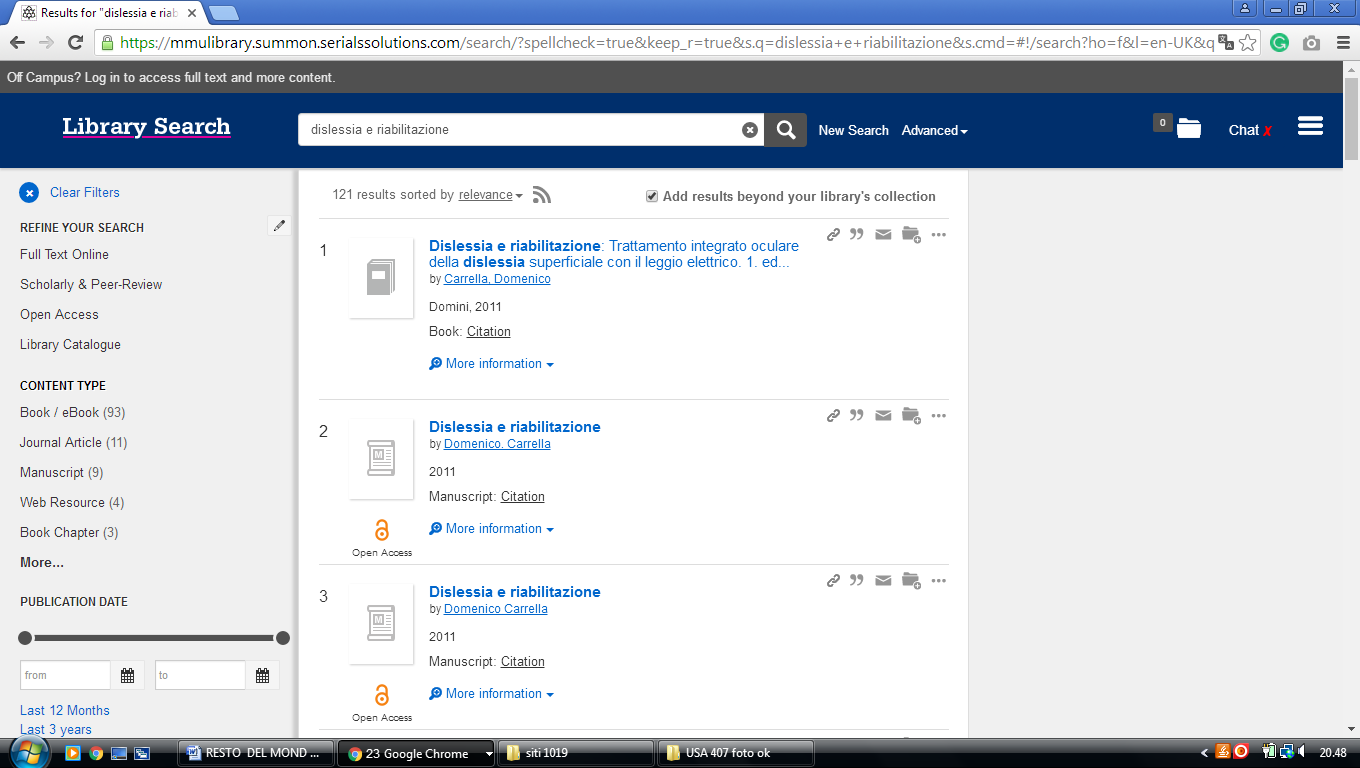 Results for "dislessia e riab
https://mmulibrary.summon.serialssolutions.com/search/?spellcheck=true&keep_r=true&s.q=dislessia+e+riabilitazione&s.cmd=#!/search?ho=f&l=en-UK&q
Off Campus? Log in to access full text and more content.
Library Search
dislessia e riabilitazione
New Search
Advanced
0
Chat x
Clear Filters
REFINE YOUR SEARCH
Full Text Online
Scholarly & Peer-Review
Open Access
Library Catalogue
CONTENT TYPE
Book / eBook (93)
Journal Article (11)
Manuscript (9)
Web Resource (4)
Book Chapter (3)
More...
PUBLICATION DATE
from
to
Last 12 Months
Last 3 years
121 results sorted by relevance
Add results beyond your library's collection
1
Dislessia e riabilitazione: Trattamento integrato oculare
della dislessia superficiale con il leggio elettrico. 1. ed...
by Carrella, Domenico
Domini, 2011
Book: Citation
More information
2
Dislessia e riabilitazione
by Domenico. Carrella
2011
Manuscript: Citation
More information
Open Access
3
Dislessia e riabilitazione
by Domenico Carrella
2011
Manuscript: Citation
More information
Open Access
RESTO DEL MOND ...
23 Google Chrome
siti 1019
USA 407 foto ok
20.48